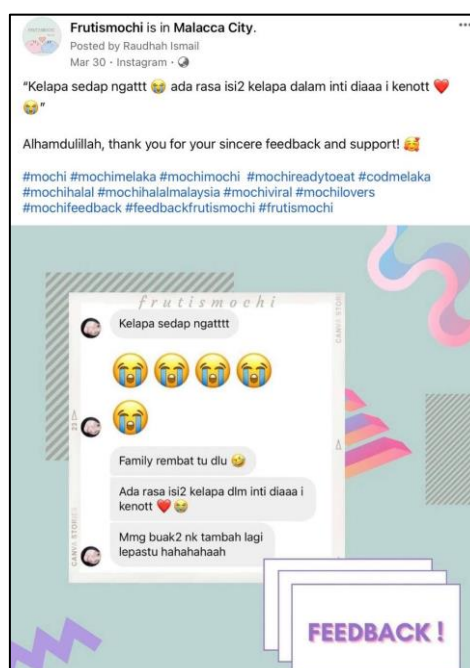 Frutismochi is in Malacca City.
Posted by Raudhah Ismail
Mar 30 · Instagram ·
“Kelapa sedap ngattt 😭 ada rasa isi2 kelapa dalam inti diaaa i kenott ❤️
😭”
Alhamdulillah, thank you for your sincere feedback and support! 🥰
#mochi #mochimelaka #mochimochi #mochireadytoeat #codmelaka
#mochihalal #mochihalalmalaysia #mochiviral #mochilovers
#mochifeedback #feedbackfrutismochi #frutismochi
frutismochi
Kelapa sedap ngatttt
😭😭😭😭
😭
Family rembat tu dlu 🤣
Ada rasa isi2 kelapa dlm inti diaaa i
kenott ❤️😭
Mmg buak2 nk tambah lagi
lepastu hahahahaah
CANVA STORIES
CANVA STORIES
23
FEEDBACK !